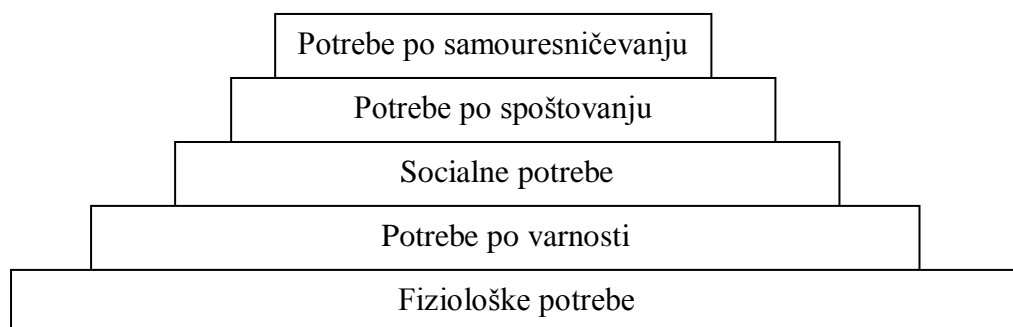 Potrebe po samouresničevanju
Potrebe po spoštovanju
Socialne potrebe
Potrebe po varnosti
Fiziološke potrebe